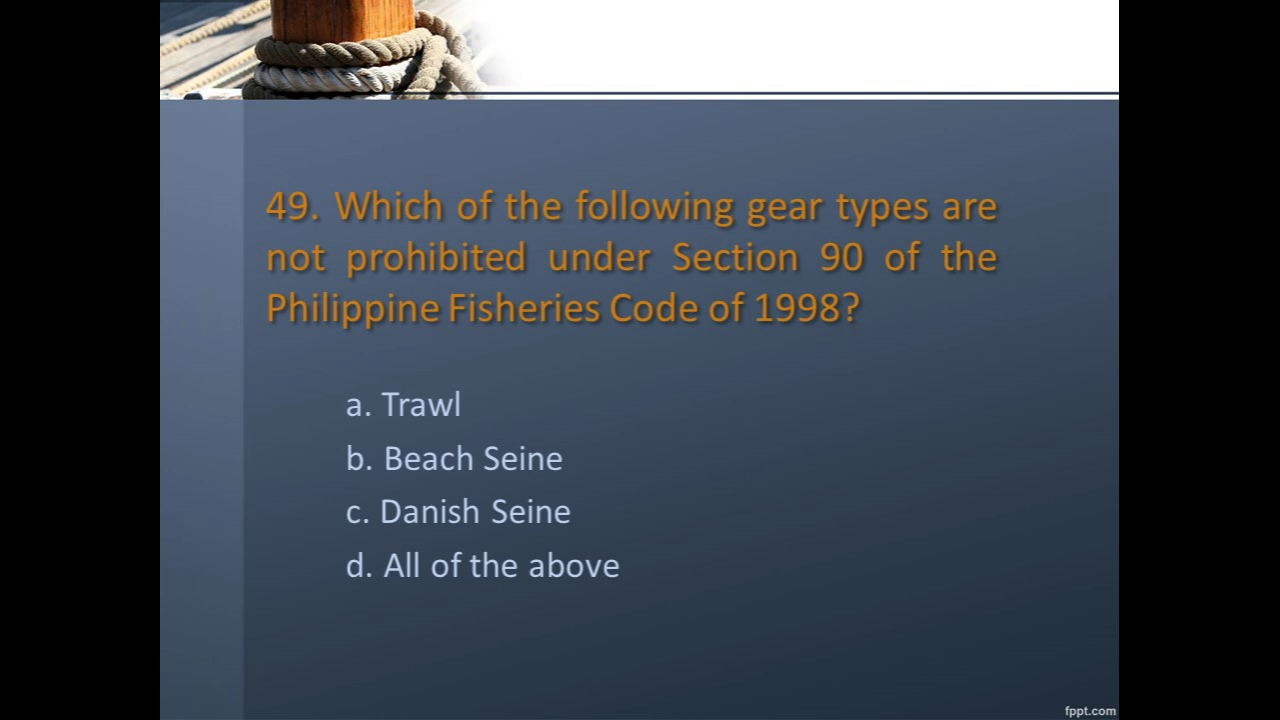 49. Which of the following gear types are
not prohibited under Section 90 of the
Philippine Fisheries Code of 1998?
a. Trawl
b. Beach Seine
c. Danish Seine
d. All of the above
fppt.com